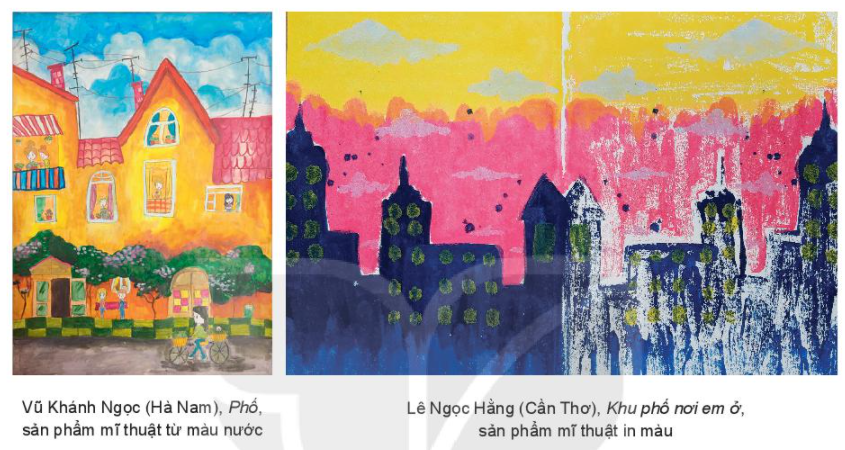 Vũ Khánh Ngọc (Hà Nam), Phố,
sản phẩm mĩ thuật từ màu nước
Lê Ngọc Hằng (Cần Thơ), Khu phố nơi em ở,
sản phẩm mĩ thuật in màu